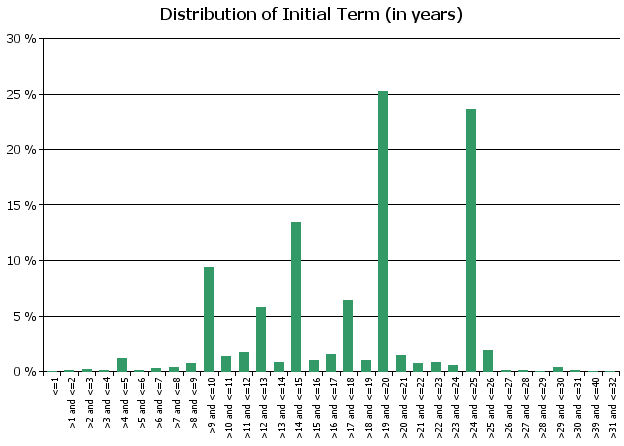 Distribution of Initial Term (in years)
30 %
25 %
20 %
15 %
10 %
5 %
0 %
<=1
>1 and <=2
>2 and <=3
>3 and <=4
>4 and <=5
>5 and <=6
>6 and <=7
>7 and <=8
>8 and <=9
>9 and <=10
>10 and <=11
>11 and <=12
>12 and <=13
>13 and <=14
>14 and <=15
>15 and <=16
>16 and <=17
>17 and <=18
>18 and <=19
>19 and <=20
>20 and <=21
>21 and <=22
>22 and <=23
>23 and <=24
>24 and <=25
>25 and <=26
>26 and <=27
>27 and <=28
>28 and <=29
>29 and <=30
>30 and <=31
>39 and <=40
>31 and <=32